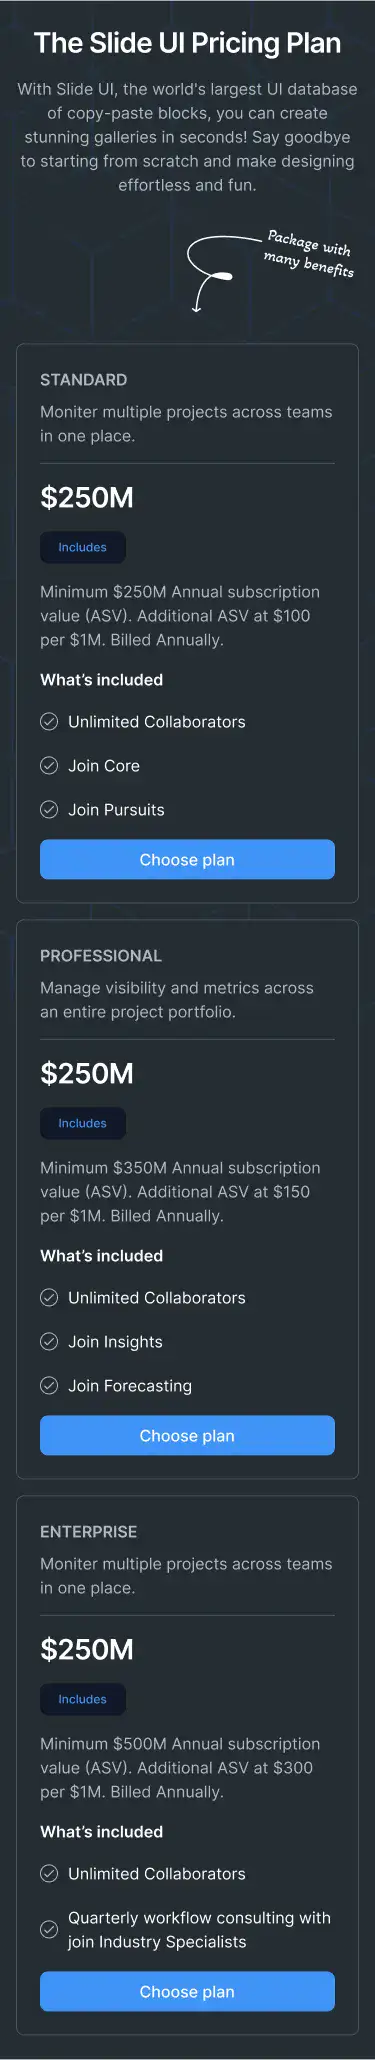 The Slide UI Pricing Plan
With Slide UI, the world's largest UI database
of copy-paste blocks, you can create
stunning galleries in seconds! Say goodbye
to starting from scratch and make designing
effortless and fun.
Package with
many benefits
STANDARD
Moniter multiple projects across teams
in one place.
$250M
Includes
Minimum $250M Annual subscription
value (ASV). Additional ASV at $100
per $1M. Billed Annually.
What's included
Unlimited Collaborators
Join Core
Join Pursuits
Choose plan
PROFESSIONAL
Manage visibility and metrics across
an entire project portfolio.
$250M
Includes
Minimum $350M Annual subscription
value (ASV). Additional ASV at $150
per $1M. Billed Annually.
What's included
Unlimited Collaborators
Join Insights
Join Forecasting
Choose plan
ENTERPRISE
Moniter multiple projects across teams
in one place.
$250M
Includes
Minimum $500M Annual subscription
value (ASV). Additional ASV at $300
per $1M. Billed Annually.
What's included
Unlimited Collaborators
Quarterly workflow consulting with
join Industry Specialists
Choose plan